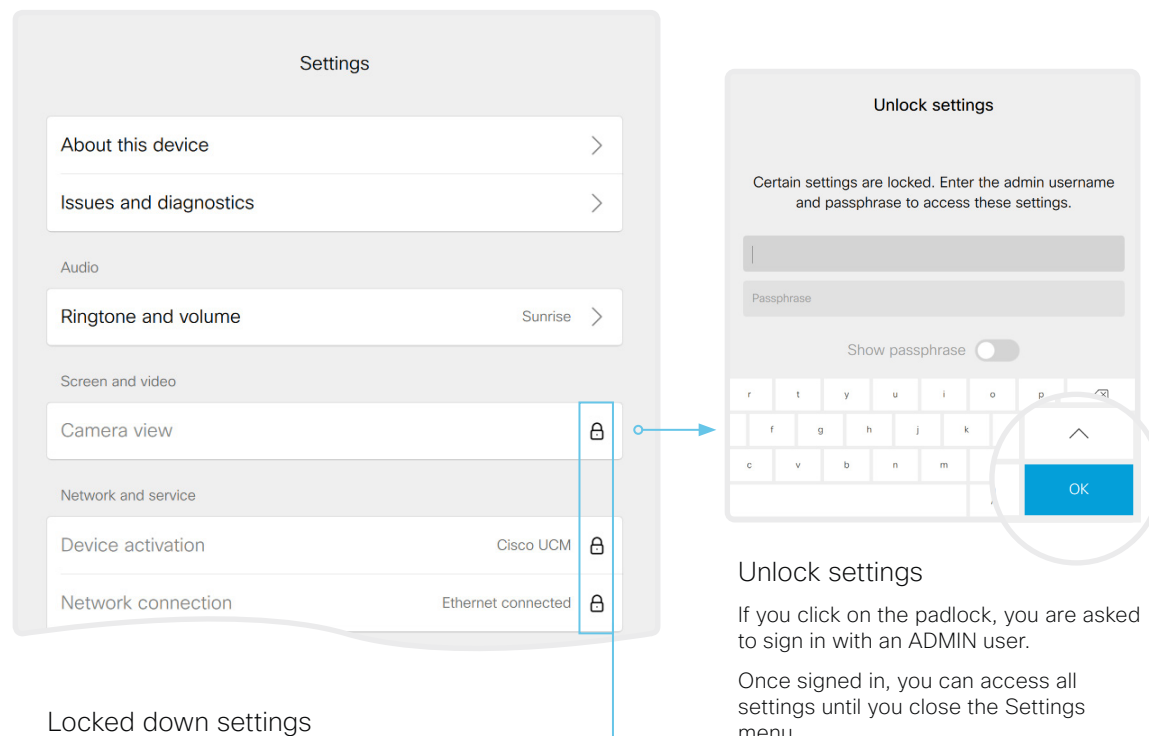 Settings
About this device
Issues and diagnostics
Audio
Ringtone and volume Sunrise
Screen and video
Camera view
Network and service
Device activation Cisco UCM
Network connection Ethernet connected
Locked down settings
Unlock settings
Certain settings are locked. Enter the admin username
and passphrase to access these settings.
Passphrase
Show passphrase
r t y u i o p
f g h j k
c v b n m
OK
Unlock settings
If you click on the padlock, you are asked
to sign in with an ADMIN user.
Once signed in, you can access all
settings until you close the Settings
menu